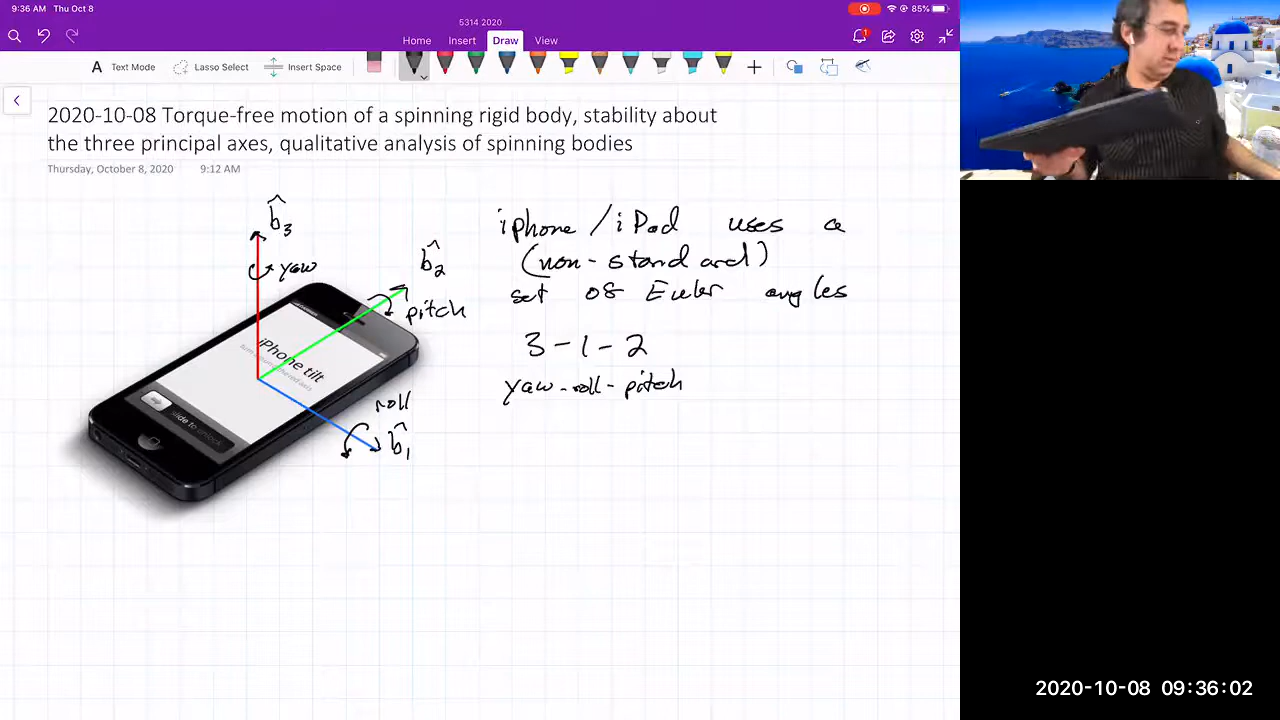 9:36 AM Thu Oct 8
85%
5314 2020
Home Insert Draw View
1
A Text Mode Lasso Select Insert Space
2020-10-08 Torque-free motion of a spinning rigid body, stability about
the three principal axes, qualitative analysis of spinning bodies
Thursday, October 8, 2020 9:12 AM
b̂3
yaw
b̂2
pitch
roll
b̂1
iPhone tilt
slide to unlock
iphone / iPad uses a
(non-standard)
set of Euler angles
3-1-2
yaw-roll-pitch
2020-10-08 09:36:02